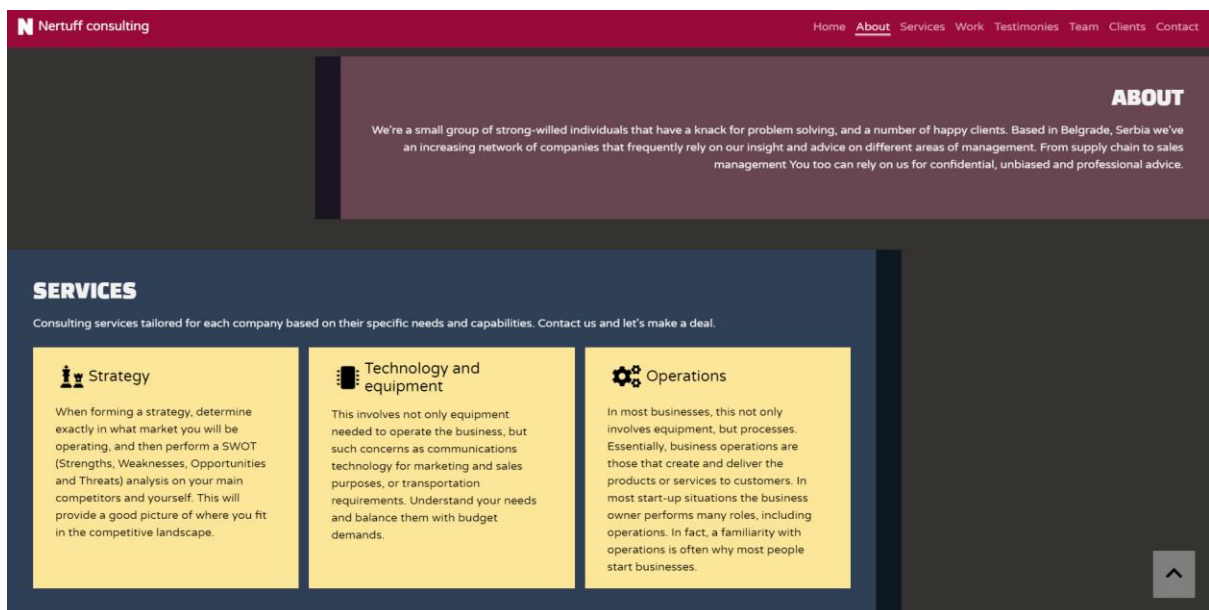 Nertuff consulting
Home About Services Work Testimonies Team Clients Contact
ABOUT
We're a small group of strong-willed individuals that have a knack for problem solving, and a number of happy clients. Based in Belgrade, Serbia we've
an increasing network of companies that frequently rely on our insight and advice on different areas of management. From supply chain to sales
management You too can rely on us for confidential, unbiased and professional advice.
SERVICES
Consulting services tailored for each company based on their specific needs and capabilities. Contact us and let's make a deal.
Strategy
When forming a strategy, determine
exactly in what market you will be
operating, and then perform a SWOT
(Strengths, Weaknesses, Opportunities
and Threats) analysis on your main
competitors and yourself. This will
provide a good picture of where you fit
in the competitive landscape.
Technology and
equipment
This involves not only equipment
needed to operate the business, but
such concerns as communications
technology for marketing and sales
purposes, or transportation
requirements. Understand your needs
and balance them with budget
demands.
Operations
In most businesses, this not only
involves equipment, but processes.
Essentially, business operations are
those that create and deliver the
products or services to customers. In
most start-up situations the business
owner performs many roles, including
operations. In fact, a familiarity with
operations is often why most people
start businesses.